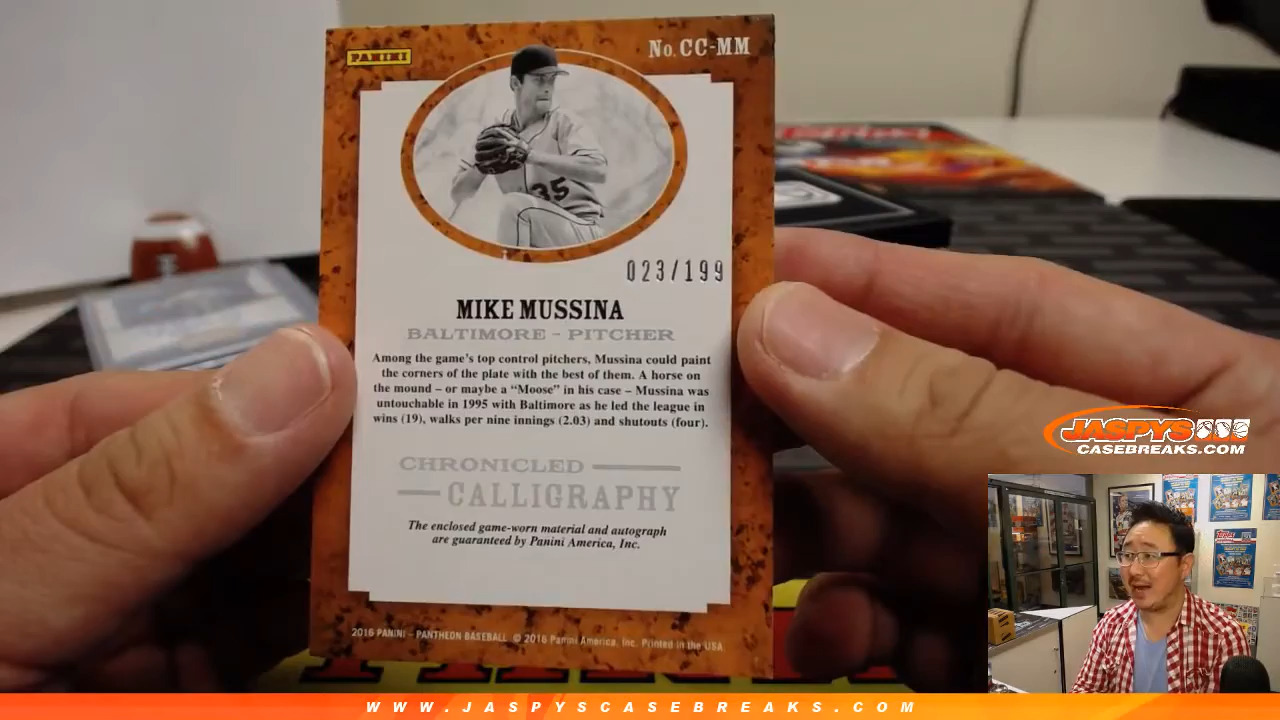 PANINI
No. CC-MM
35
023/199
MIKE MUSSINA
BALTIMORE - PITCHER
Among the game's top control pitchers, Mussina could paint
the corners of the plate with the best of them. A horse on
the mound – or maybe a "Moose" in his case – Mussina was
untouchable in 1995 with Baltimore as he led the league in
wins (19), walks per nine innings (2.03) and shutouts (four).
CHRONICLED
CALLIGRAPHY
The enclosed game-worn material and autograph
are guaranteed by Panini America, Inc.
2016 PANINI – PANTHEON BASEBALL © 2016 Panini America, Inc. Printed in the USA
JASPYS
CASEBREAKS.COM
WWW.JASPYSCASEBREAKS.COM